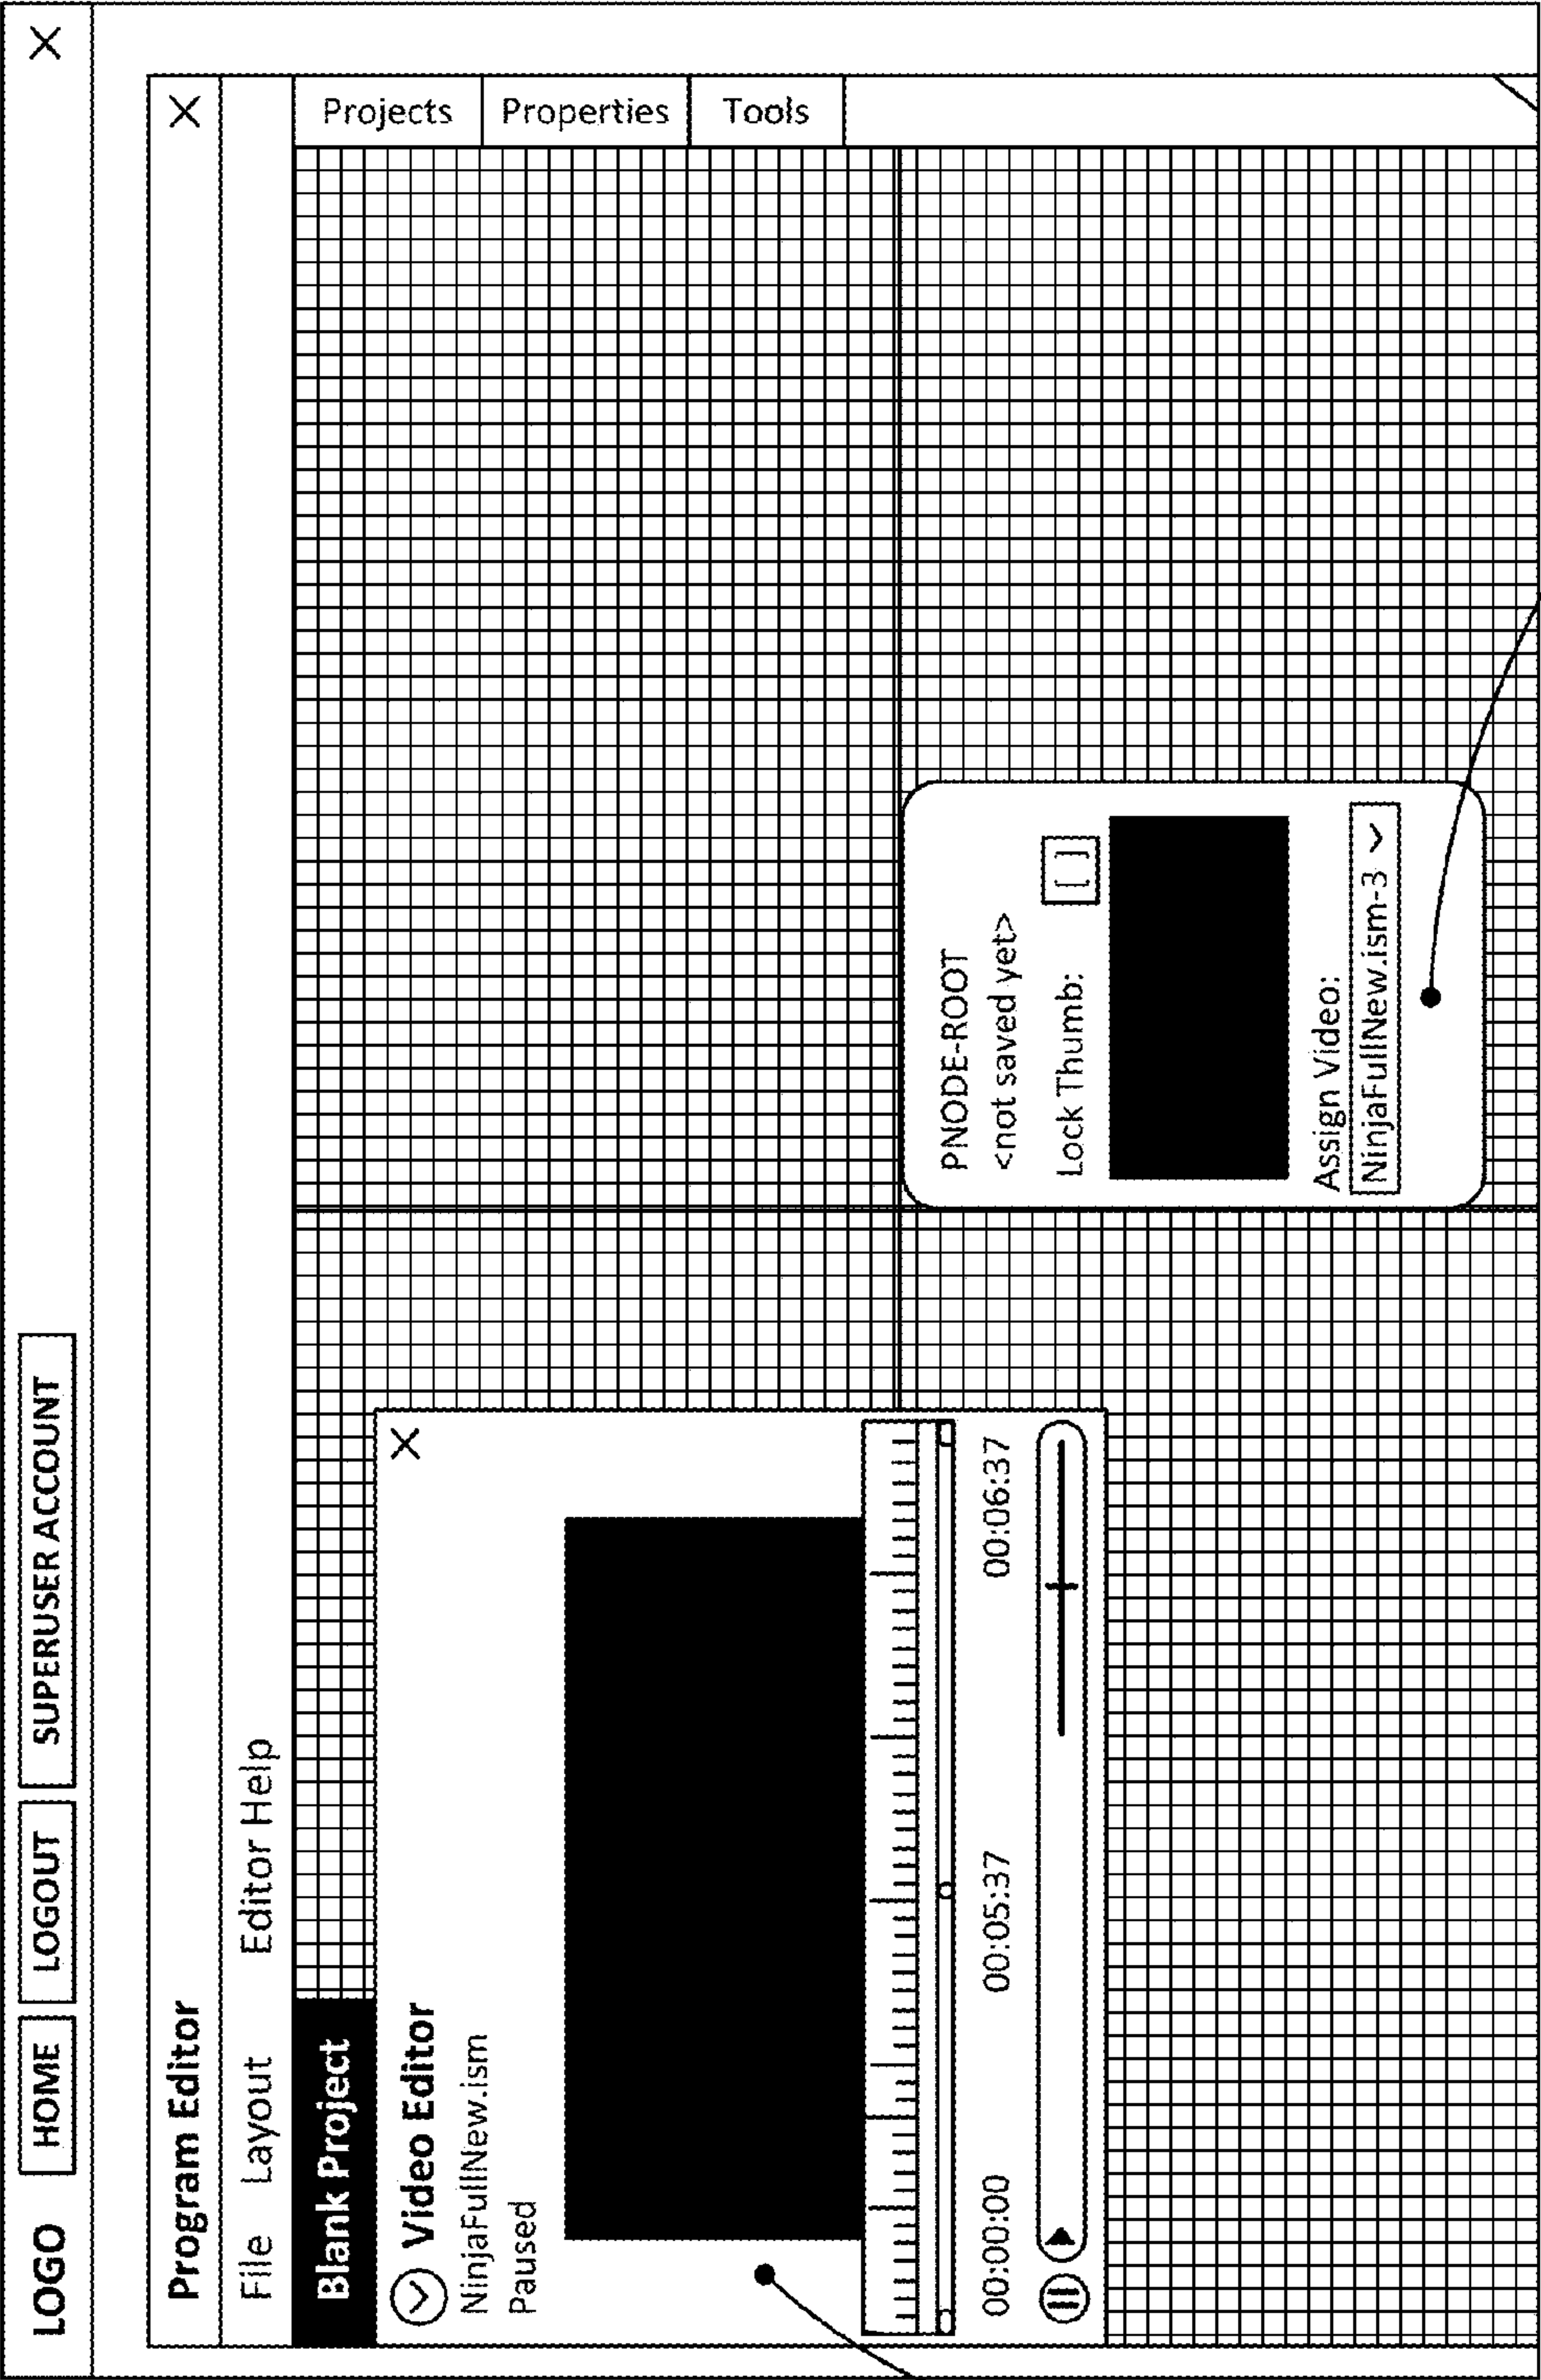 LOGO HOME LOGOUT SUPERUSER ACCOUNT X
Program Editor X
File Layout Editor Help
Blank Project
Projects
Properties
Tools
Video Editor X
NinjaFullNew.ism
Paused
00:00:00 00:05:37 00:06:37
PNODE-ROOT
<not saved yet>
Lock Thumb: [ ]
Assign Video:
NinjaFullNew.ism-3